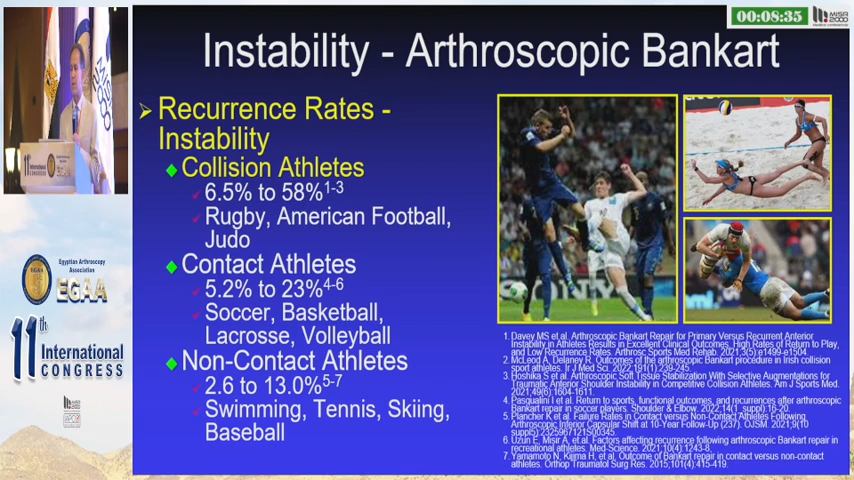 00:08:35
MISR
2000
Instability - Arthroscopic Bankart
Recurrence Rates -
Instability
Collision Athletes
6.5% to 58%1-3
Rugby, American Football,
Judo
Contact Athletes
5.2% to 23%4-6
Soccer, Basketball,
Lacrosse, Volleyball
Non-Contact Athletes
2.6 to 13.0%5-7
Swimming, Tennis, Skiing,
Baseball
1. Davey MS et al. Arthroscopic Bankart Repair for Primary Versus Recurrent Anterior
Instability in Athletes Results in Excellent Clinical Outcomes, High Rates of Return to Play,
and Low Recurrence Rates. Arthrosc Sports Med Rehab. 2021;3(5):e1499-e1504.
2. McLeod A, Delaney R. Outcomes of the arthroscopic Bankart procedure in Irish collision
sport athletes. Ir J Med Sci. 2022;191(1):239-245.
3. Hoshika S et al. Arthroscopic Soft Tissue Stabilization With Selective Augmentations for
Traumatic Anterior Shoulder Instability in Competitive Collision Athletes. Am J Sports Med.
2021;49(6):1604-1611.
4. Pasqualini I et al. Return to sports, functional outcomes, and recurrences after arthroscopic
Bankart repair in soccer players. Shoulder & Elbow. 2022;14(1_suppl):16-20.
5. Plancher K et al. Failure Rates in Contact versus Non-Contact Athletes Following
Arthroscopic Inferior Capsular Shift at 10-Year Follow-Up (237). OJSM. 2021;9(10
suppl5):2325967121S00345.
6. Uzun E, Misir A, et al. Factors affecting recurrence following arthroscopic Bankart repair in
recreational athletes. Med-Science. 2021;10(4):1243-8.
7. Yamamoto N, Kijima H, et al. Outcome of Bankart repair in contact versus non-contact
athletes. Orthop Traumatol Surg Res. 2015;101(4):415-419.
11th
International
CONGRESS
Egyptian Arthroscopy
Association
EGAA
11th
International
CONGRESS